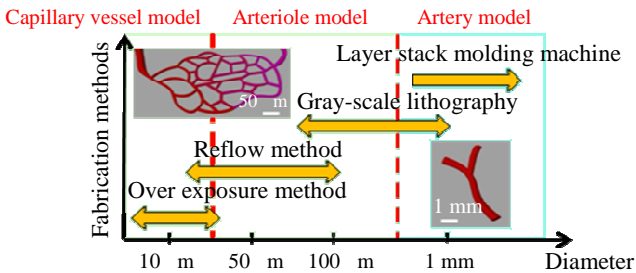 Capillary vessel model Arteriole model Artery model
Layer stack molding machine
50 m
Gray-scale lithography
Reflow method
Over exposure method
1 mm
Fabrication methods
10 m 50 m 100 m 1 mm Diameter